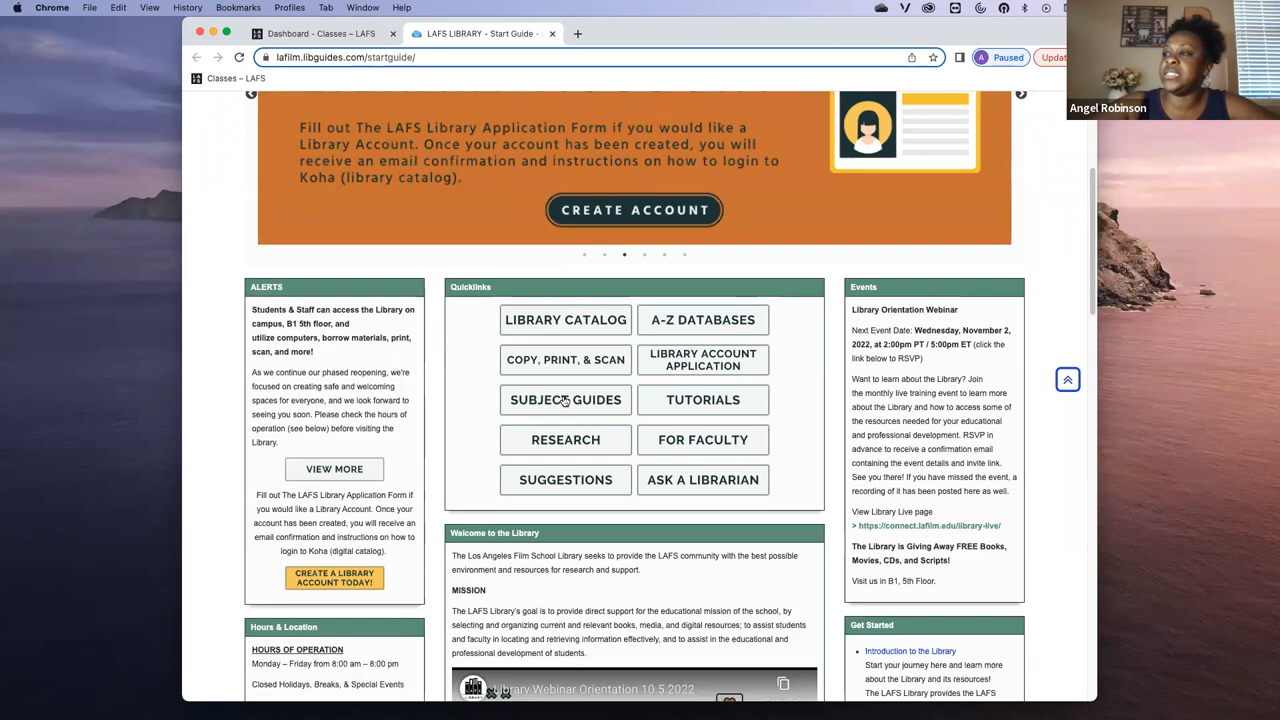 Chrome File Edit View History Bookmarks Profiles Tab Window Help
Dashboard - Classes – LAFS
LAFS LIBRARY - Start Guide -
lafilm.libguides.com/startguide/
A Paused
Updat
Classes – LAFS
Angel Robinson
Fill out The LAFS Library Application Form if you would like a
Library Account. Once your account has been created, you will
receive an email confirmation and instructions on how to login to
Koha (library catalog).
CREATE ACCOUNT
ALERTS
Students & Staff can access the Library on
campus, B1 5th floor, and
utilize computers, borrow materials, print,
scan, and more!
As we continue our phased reopening, we're
focused on creating safe and welcoming
spaces for everyone, and we look forward to
seeing you soon. Please check the hours of
operation (see below) before visiting the
Library.
VIEW MORE
Fill out The LAFS Library Application Form if
you would like a Library Account. Once your
account has been created, you will receive an
email confirmation and instructions on how to
login to Koha (digital catalog).
CREATE A LIBRARY
ACCOUNT TODAY!
Hours & Location
HOURS OF OPERATION
Monday – Friday from 8:00 am – 8:00 pm
Closed Holidays, Breaks, & Special Events
Quicklinks
LIBRARY CATALOG
A-Z DATABASES
COPY, PRINT, & SCAN
LIBRARY ACCOUNT
APPLICATION
SUBJECT GUIDES
TUTORIALS
RESEARCH
FOR FACULTY
SUGGESTIONS
ASK A LIBRARIAN
Welcome to the Library
The Los Angeles Film School Library seeks to provide the LAFS community with the best possible
environment and resources for research and support.
MISSION
The LAFS Library's goal is to provide direct support for the educational mission of the school, by
selecting and organizing current and relevant books, media, and digital resources; to assist students
and faculty in locating and retrieving information effectively, and to assist in the educational and
professional development of students.
Library Webinar Orientation 10.5.2022
Events
Library Orientation Webinar
Next Event Date: Wednesday, November 2,
2022, at 2:00pm PT / 5:00pm ET (click the
link below to RSVP)
Want to learn about the Library? Join
the monthly live training event to learn more
about the Library and how to access some of
the resources needed for your educational
and professional development. RSVP in
advance to receive a confirmation email
containing the event details and invite link.
See you there! If you have missed the event, a
recording of it has been posted here as well.
View Library Live page
> https://connect.lafilm.edu/library-live/
The Library is Giving Away FREE Books,
Movies, CDs, and Scripts!
Visit us in B1, 5th Floor.
Get Started
Introduction to the Library
Start your journey here and learn more
about the Library and its resources!
The LAFS Library provides the LAFS